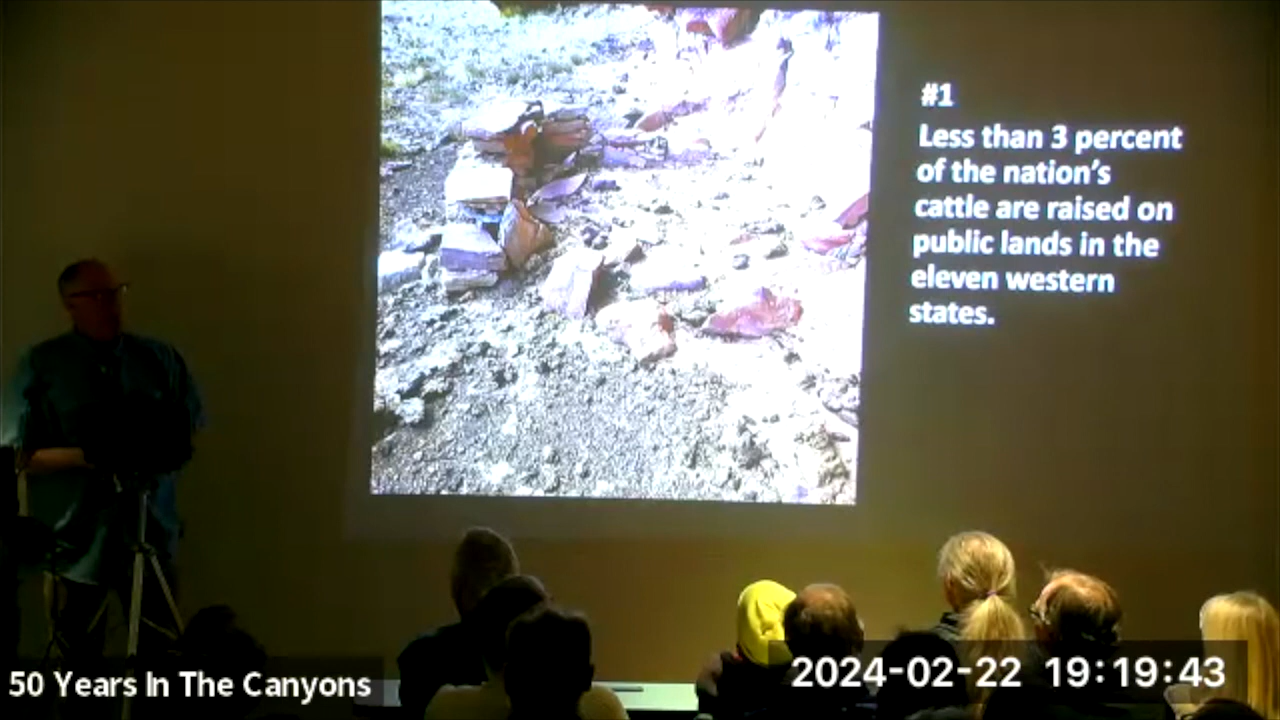 #1
Less than 3 percent
of the nation's
cattle are raised on
public lands in the
eleven western
states.
50 Years In The Canyons
2024-02-22 19:19:43